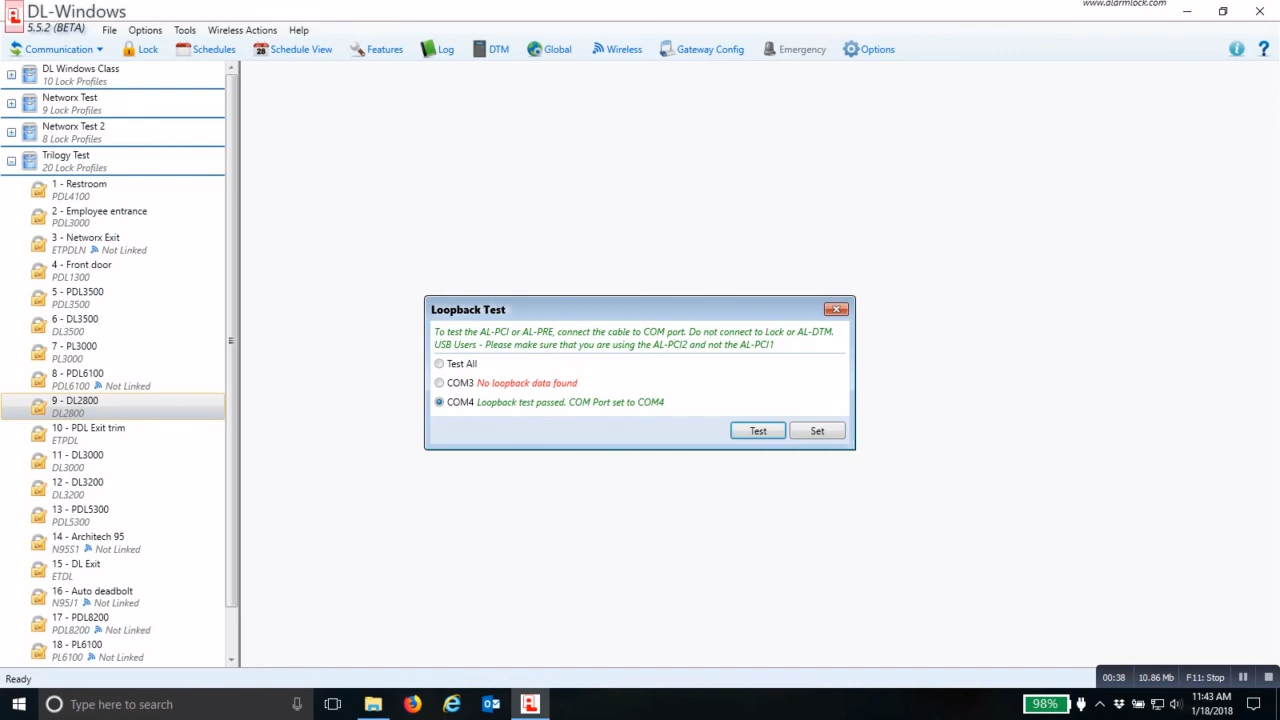 www.alarmlock.com
DL-Windows
5.5.2 (BETA)
File Options Tools Wireless Actions Help
Communication Lock Schedules 28 Schedule View Features Log DTM Global Wireless Gateway Config Emergency Options
DL Windows Class
10 Lock Profiles
Networx Test
9 Lock Profiles
Networx Test 2
8 Lock Profiles
Trilogy Test
20 Lock Profiles
1 - Restroom
PDL4100
2 - Employee entrance
PDL3000
3 - Networx Exit
ETPDLN Not Linked
4 - Front door
PDL1300
5 - PDL3500
PDL3500
6 - DL3500
DL3500
7 - PL3000
PL3000
8 - PDL6100
PDL6100 Not Linked
9 - DL2800
DL2800
10 - PDL Exit trim
ETPDL
11 - DL3000
DL3000
12 - DL3200
DL3200
13 - PDL5300
PDL5300
14 - Architech 95
N95S1 Not Linked
15 - DL Exit
ETDL
16 - Auto deadbolt
N95J1 Not Linked
17 - PDL8200
PDL8200 Not Linked
18 - PL6100
PL6100 Not Linked
Loopback Test
To test the AL-PCI or AL-PRE, connect the cable to COM port. Do not connect to Lock or AL-DTM.
USB Users - Please make sure that you are using the AL-PCI2 and not the AL-PCI1
Test All
COM3 No loopback data found
COM4 Loopback test passed. COM Port set to COM4
Test Set
Ready
00:38 10.86 Mb F11: Stop
Type here to search
98%
11:43 AM
1/18/2018